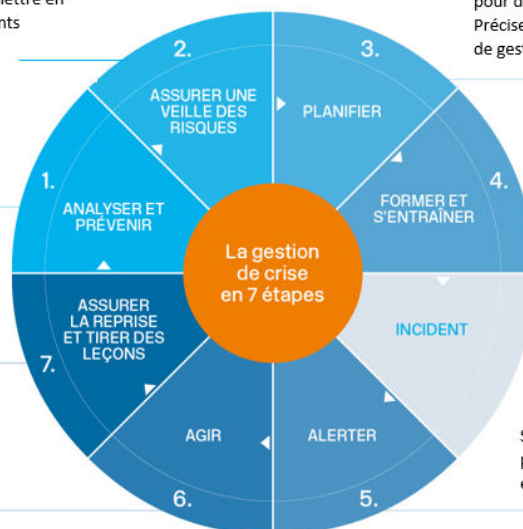 nts
pour d
Précise
de ges
2.
ASSURER UNE
VEILLE DES
RISQUES
3.
PLANIFIER
1.
ANALYSER ET
PRÉVENIR
4.
FORMER ET
S'ENTRAÎNER
La gestion
de crise
en 7 étapes
INCIDENT
7.
ASSURER
LA REPRISE
ET TIRER DES
LEÇONS
AGIR
6.
ALERTER
5.